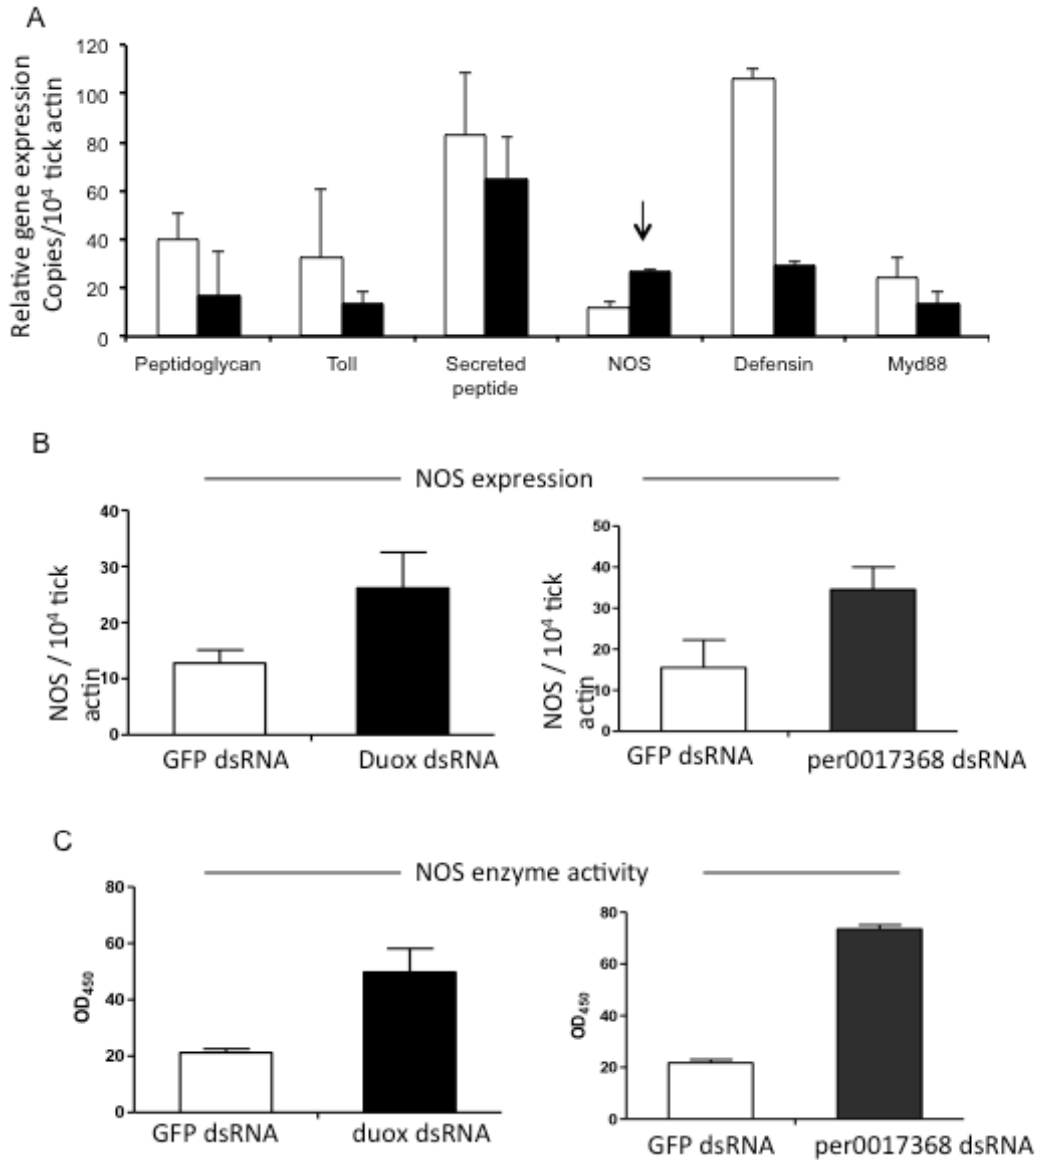 A
Relative gene expression
Copies/10⁴ tick actin
120
100
80
60
40
20
0
Peptidoglycan
Toll
Secreted
peptide
NOS
Defensin
Myd88
B
NOS expression
NOS / 10⁴ tick
actin
40
30
20
10
0
GFP dsRNA
Duox dsRNA
NOS / 10⁴ tick
actin
50
40
30
20
10
0
GFP dsRNA
per0017368 dsRNA
C
NOS enzyme activity
OD₄₅₀
80
60
40
20
0
GFP dsRNA
duox dsRNA
OD₄₅₀
80
60
40
20
0
GFP dsRNA
per0017368 dsRNA